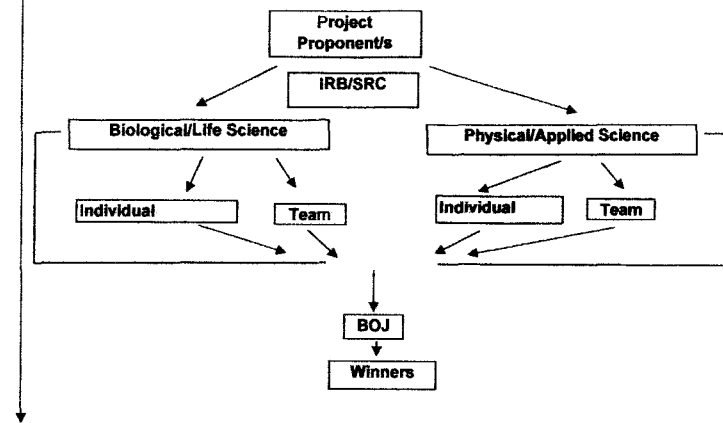 Project
Proponent/s
IRB/SRC
Biological/Life Science
Physical/Applied Science
Individual
Team
Individual
Team
BOJ
Winners